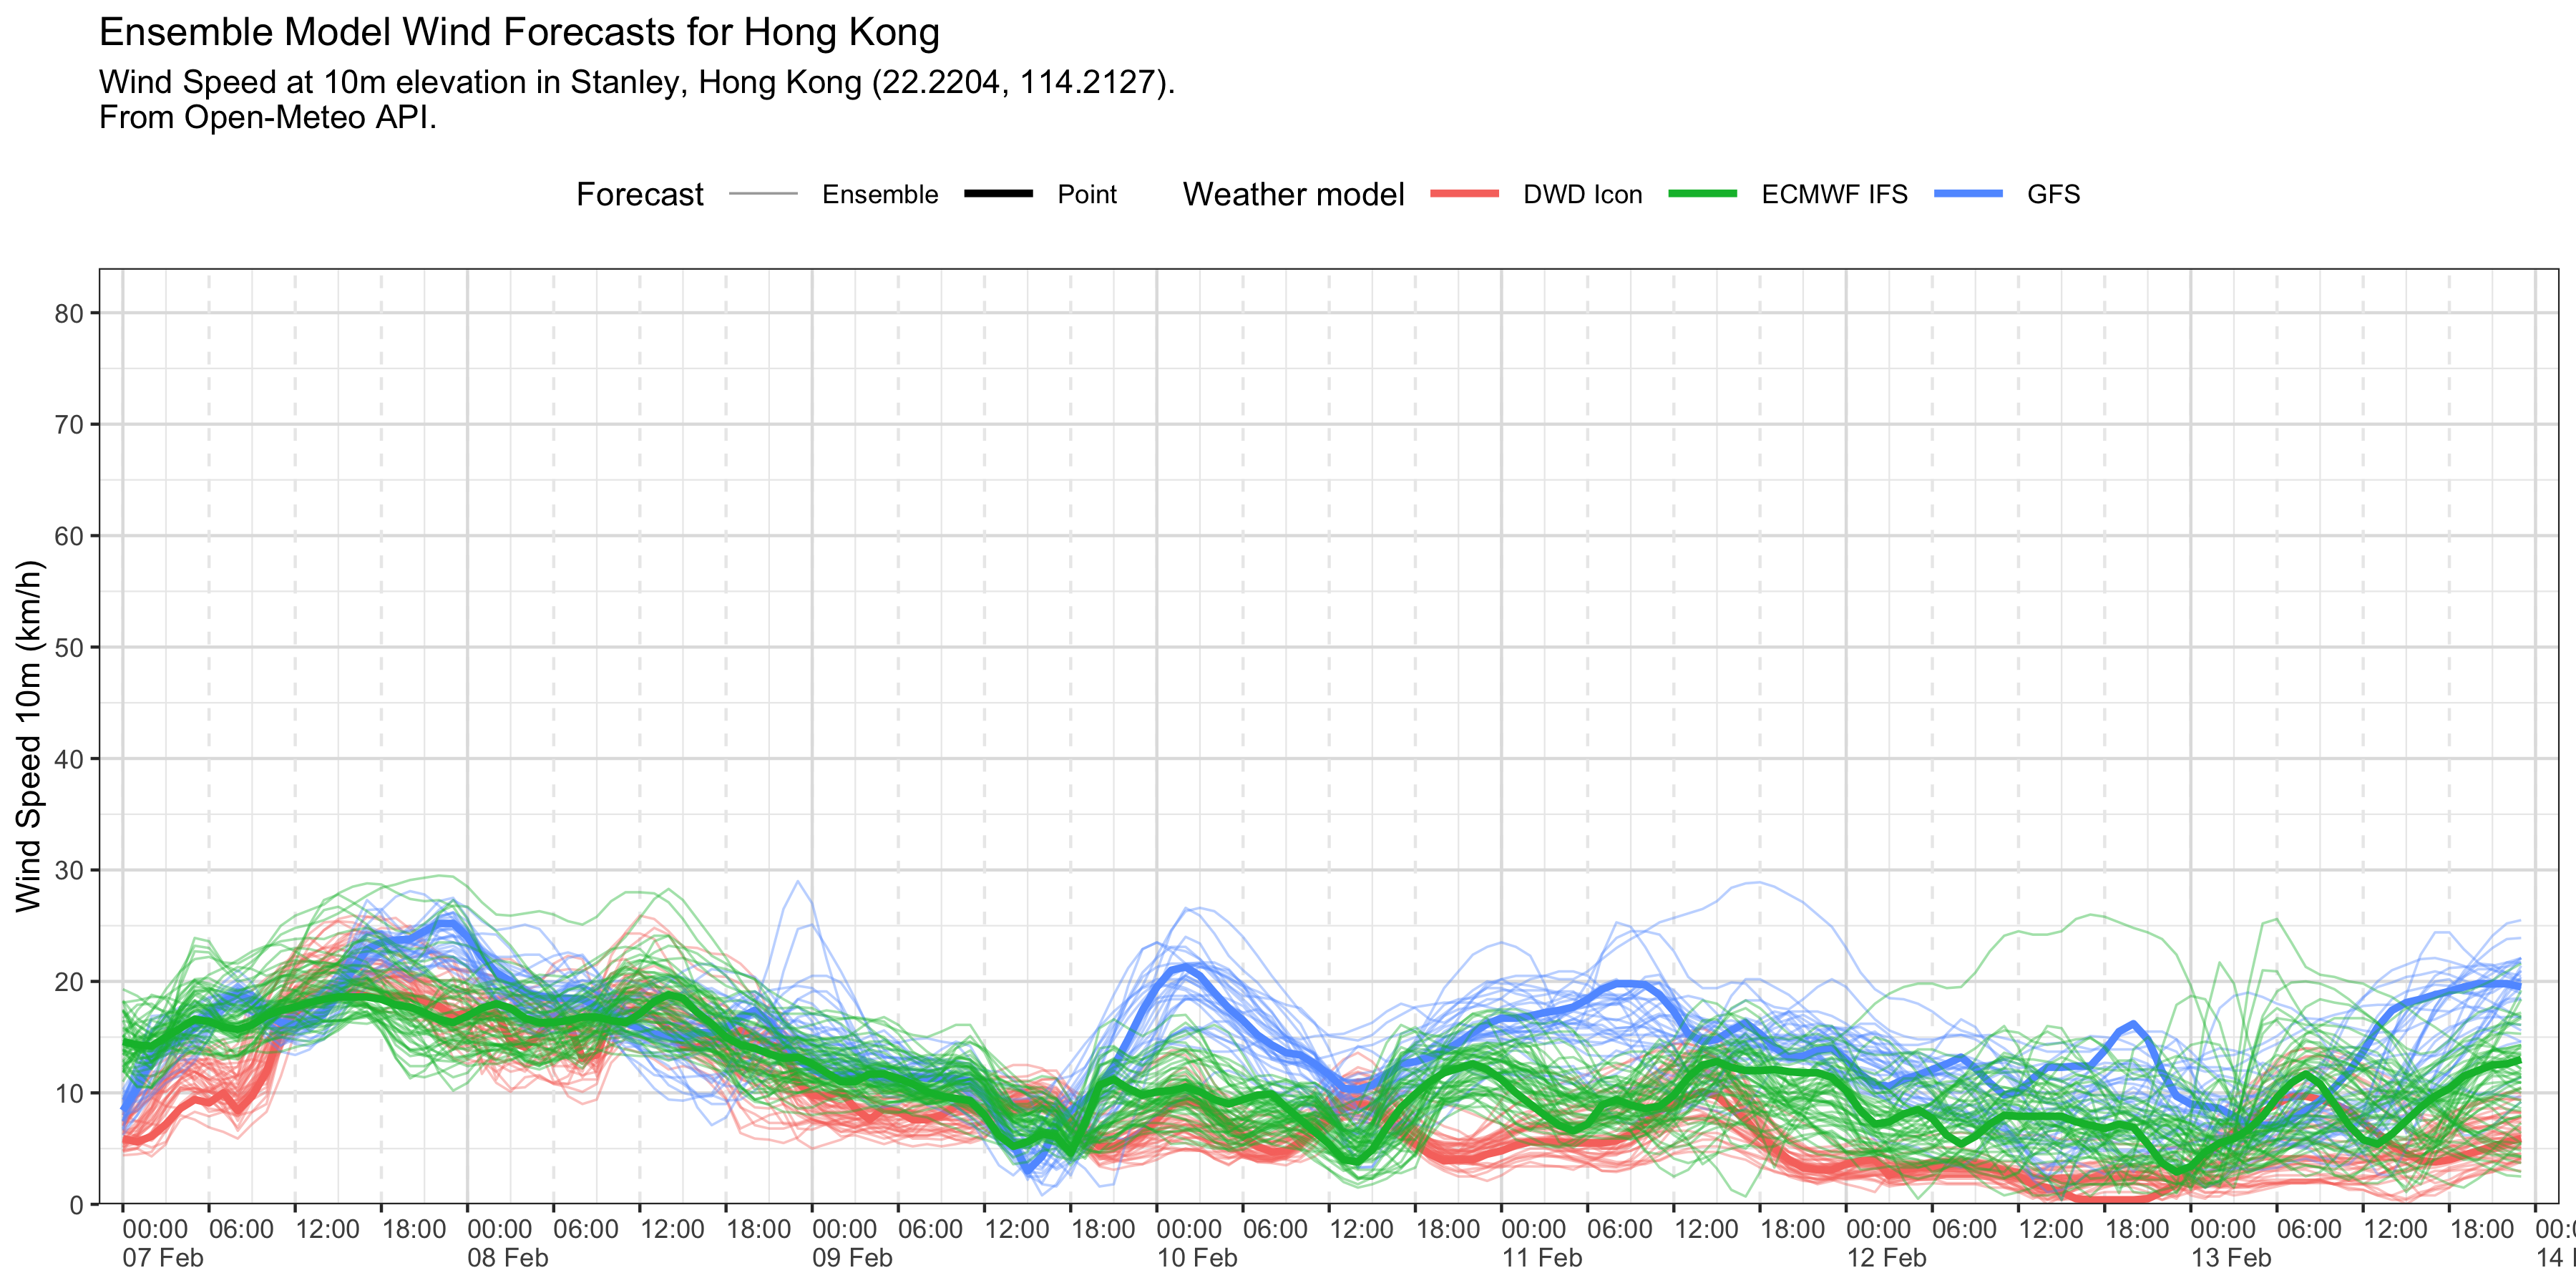 Ensemble Model Wind Forecasts for Hong Kong
Wind Speed at 10m elevation in Stanley, Hong Kong (22.2204, 114.2127).
From Open-Meteo API.
Forecast Ensemble Point Weather model DWD Icon ECMWF IFS GFS
Wind Speed 10m (km/h)
80
70
60
50
40
30
20
10
0
00:00 06:00 12:00 18:00 00:00 06:00 12:00 18:00 00:00 06:00 12:00 18:00 00:00 06:00 12:00 18:00 00:00 06:00 12:00 18:00 00:00 06:00 12:00 18:00 00:00 06:00 12:00 18:00
07 Feb 08 Feb 09 Feb 10 Feb 11 Feb 12 Feb 13 Feb 14